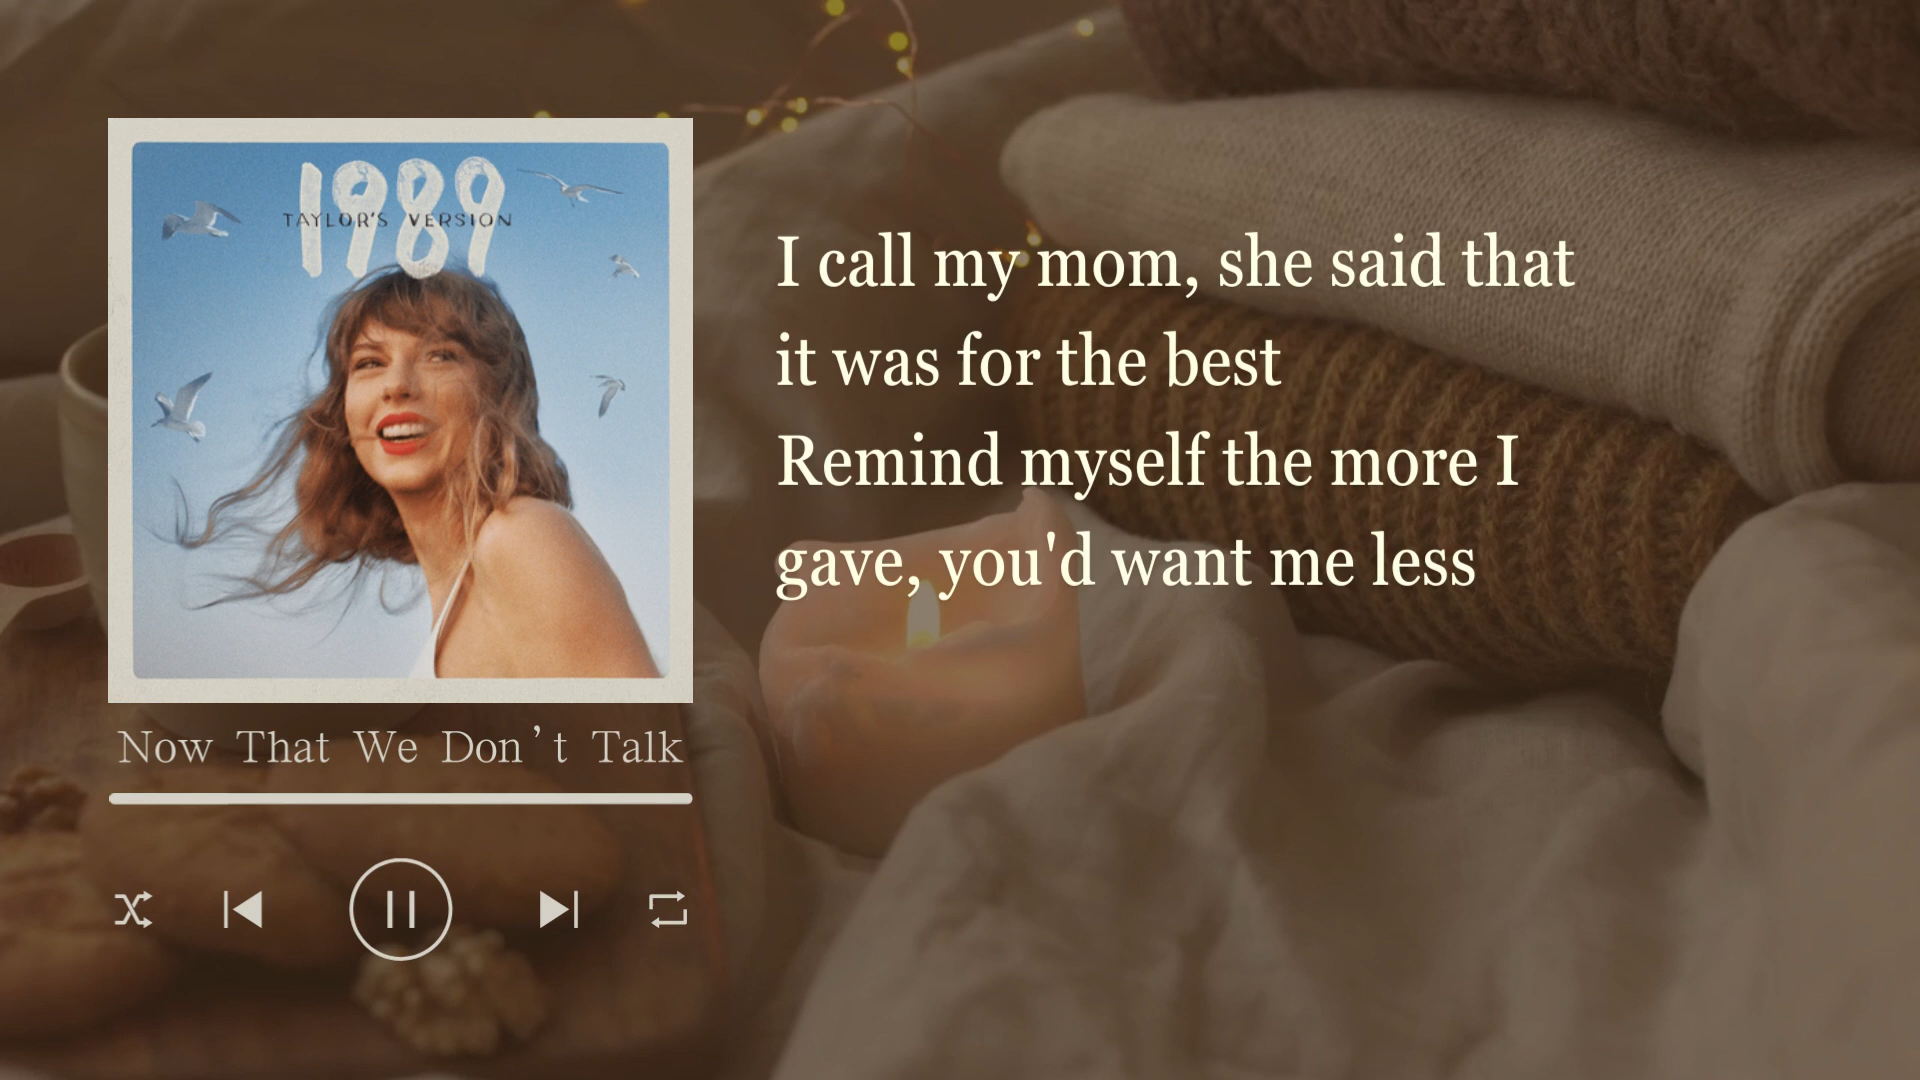 1989
TAYLOR'S VERSION
I call my mom, she said that
it was for the best
Remind myself the more I
gave, you'd want me less
Now That We Don’t Talk